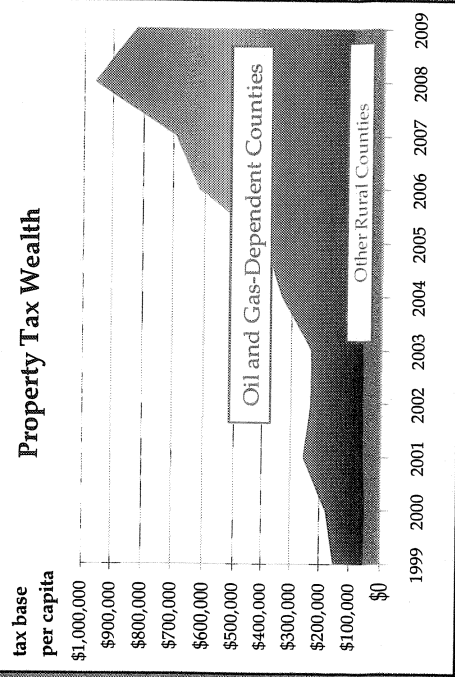 Property Tax Wealth
tax base
per capita
$1,000,000
$900,000
$800,000
$700,000
$600,000
$500,000
$400,000
$300,000
$200,000
$100,000
$0
Oil and Gas-Dependent Counties
Other Rural Counties
1999 2000 2001 2002 2003 2004 2005 2006 2007 2008 2009